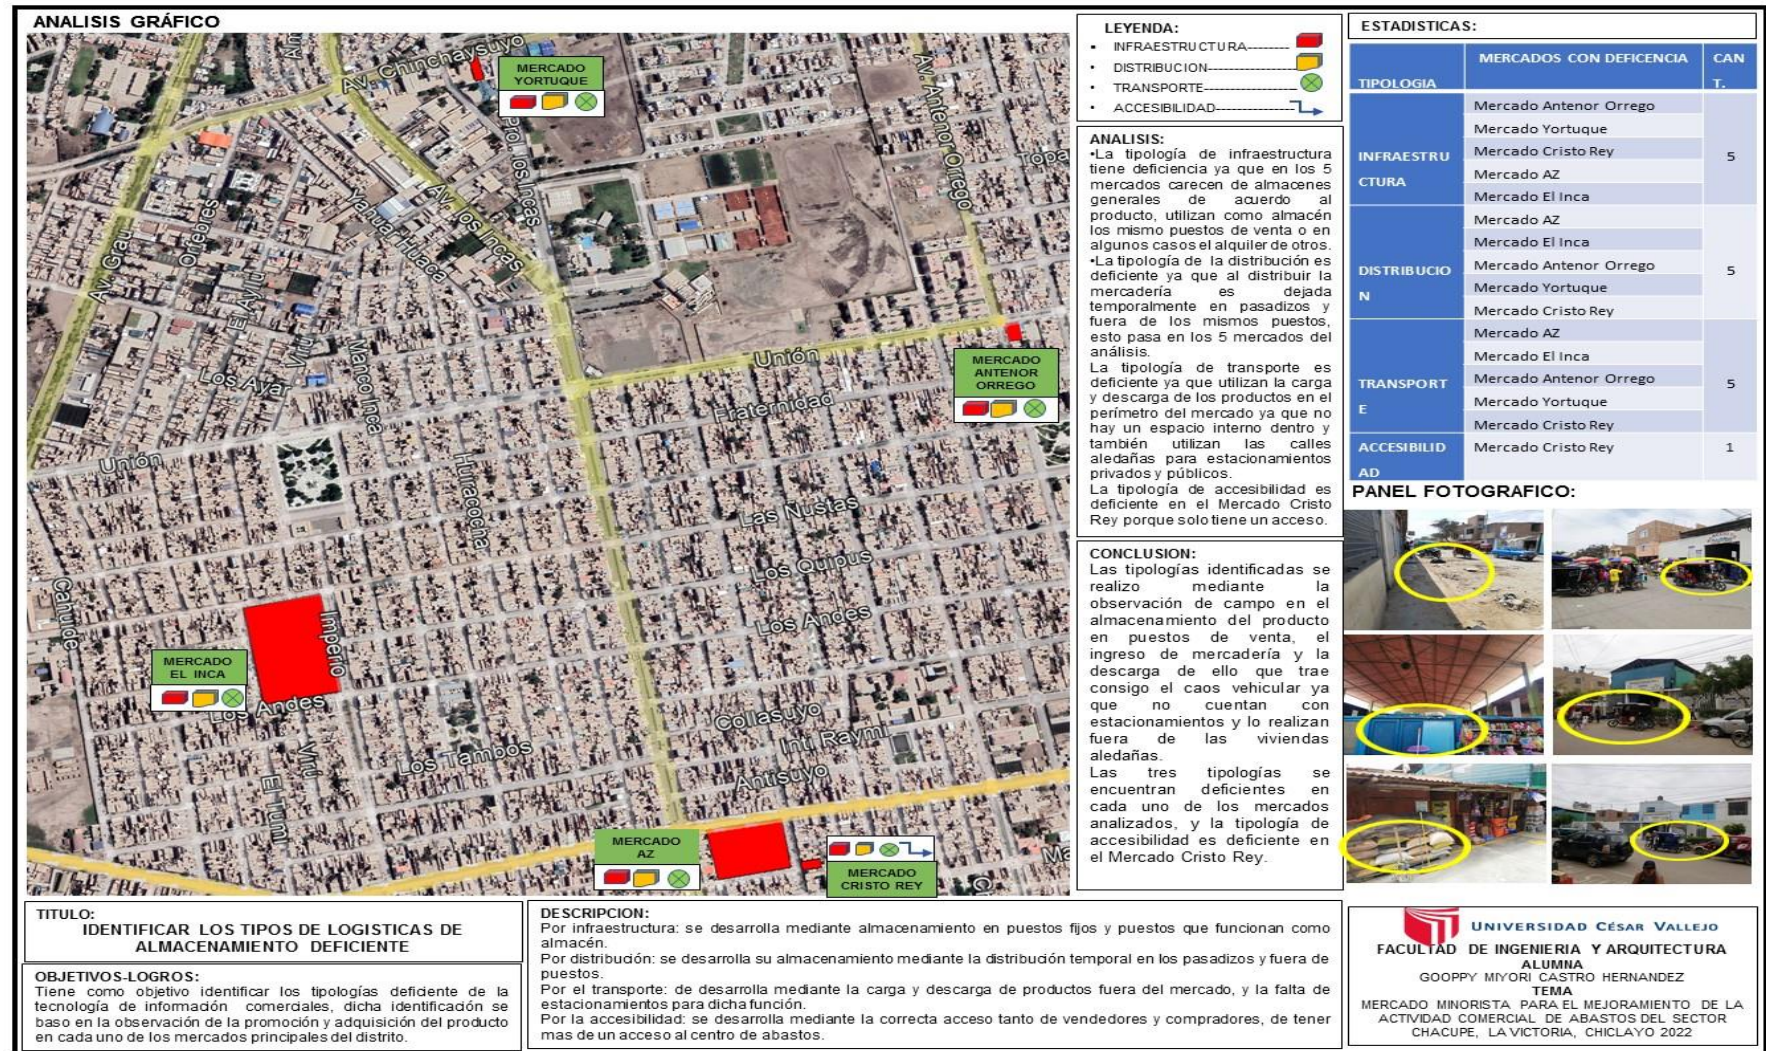 ANALISIS GRÁFICO
Av. Chinchaysuyo
MERCADO
YORTUQUE
Av. Antenor Orrego
Topa
Pro. los Incas
Av. los Incas
Yahuar Huaca
Av. Grau
Orfebres
El Ayllu
Virú
Los Ayar
Manco Inca
Unión
MERCADO
ANTENOR
ORREGO
Fraternidad
Unión
Huiracocha
Las Ñustas
Los Quipus
Los Andes
Cahuide
Imperio
MERCADO
EL INCA
Los Andes
Collasuyo
Inti Raymi
Virú
Los Tambos
Antisuyo
El Tumi
MERCADO
AZ
MERCADO
CRISTO REY
LEYENDA:
▪ INFRAESTRUCTURA--------
▪ DISTRIBUCION-----------------
▪ TRANSPORTE------------------
▪ ACCESIBILIDAD---------------
ANALISIS:
•La tipología de infraestructura
tiene deficiencia ya que en los 5
mercados carecen de almacenes
generales de acuerdo al
producto, utilizan como almacén
los mismo puestos de venta o en
algunos casos el alquiler de otros.
•La tipología de la distribución es
deficiente ya que al distribuir la
mercadería es dejada
temporalmente en pasadizos y
fuera de los mismos puestos,
esto pasa en los 5 mercados del
análisis.
La tipología de transporte es
deficiente ya que utilizan la carga
y descarga de los productos en el
perímetro del mercado ya que no
hay un espacio interno dentro y
también utilizan las calles
aledañas para estacionamientos
privados y públicos.
La tipología de accesibilidad es
deficiente en el Mercado Cristo
Rey porque solo tiene un acceso.
CONCLUSION:
Las tipologías identificadas se
realizo mediante la
observación de campo en el
almacenamiento del producto
en puestos de venta, el
ingreso de mercadería y la
descarga de ello que trae
consigo el caos vehicular ya
que no cuentan con
estacionamientos y lo realizan
fuera de las viviendas
aledañas.
Las tres tipologías se
encuentran deficientes en
cada uno de los mercados
analizados, y la tipología de
accesibilidad es deficiente en
el Mercado Cristo Rey.
ESTADISTICAS:
TIPOLOGIA MERCADOS CON DEFICENCIA CAN
T.
INFRAESTRU
CTURA
Mercado Antenor Orrego
Mercado Yortuque
Mercado Cristo Rey
Mercado AZ
Mercado El Inca
5
DISTRIBUCIO
N
Mercado AZ
Mercado El Inca
Mercado Antenor Orrego
Mercado Yortuque
Mercado Cristo Rey
5
TRANSPORT
E
Mercado AZ
Mercado El Inca
Mercado Antenor Orrego
Mercado Yortuque
Mercado Cristo Rey
5
ACCESIBILID
AD
Mercado Cristo Rey
1
PANEL FOTOGRAFICO:
TITULO:
IDENTIFICAR LOS TIPOS DE LOGISTICAS DE
ALMACENAMIENTO DEFICIENTE
OBJETIVOS-LOGROS:
Tiene como objetivo identificar los tipologías deficiente de la
tecnología de información comerciales, dicha identificación se
baso en la observación de la promoción y adquisición del producto
en cada uno de los mercados principales del distrito.
DESCRIPCION:
Por infraestructura: se desarrolla mediante almacenamiento en puestos fijos y puestos que funcionan como
almacén.
Por distribución: se desarrolla su almacenamiento mediante la distribución temporal en los pasadizos y fuera de
puestos.
Por el transporte: de desarrolla mediante la carga y descarga de productos fuera del mercado, y la falta de
estacionamientos para dicha función.
Por la accesibilidad: se desarrolla mediante la correcta acceso tanto de vendedores y compradores, de tener
mas de un acceso al centro de abastos.
UNIVERSIDAD CÉSAR VALLEJO
FACULTAD DE INGENIERIA Y ARQUITECTURA
ALUMNA
GOOPPY MIYORI CASTRO HERNANDEZ
TEMA
MERCADO MINORISTA PARA EL MEJORAMIENTO DE LA
ACTIVIDAD COMERCIAL DE ABASTOS DEL SECTOR
CHACUPE, LA VICTORIA, CHICLAYO 2022